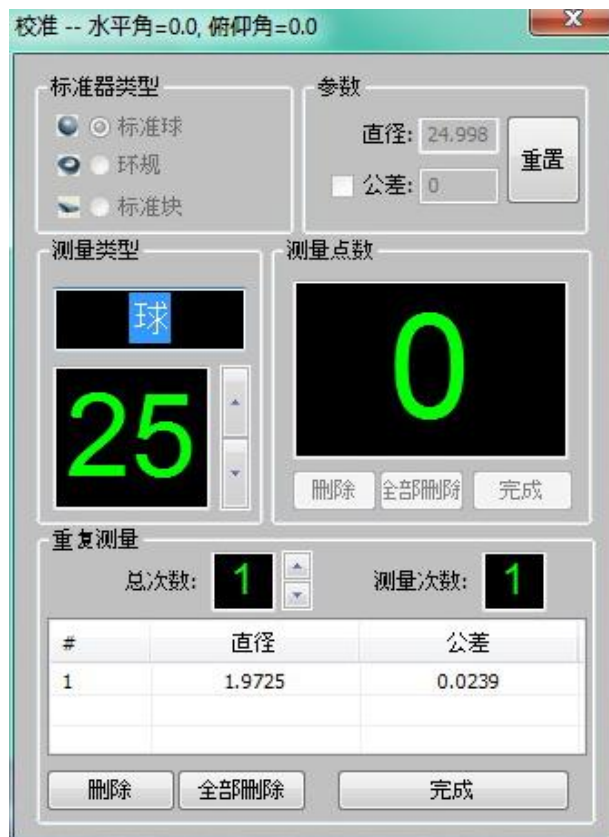 校准 -- 水平角=0.0, 俯仰角=0.0
标准器类型
标准球
环规
标准块
参数
直径: 24.998
公差: 0
重置
测量类型
球
25
测量点数
0
删除 全部删除 完成
重复测量
总次数: 1 测量次数: 1
# 直径 公差
1 1.9725 0.0239
删除 全部删除 完成